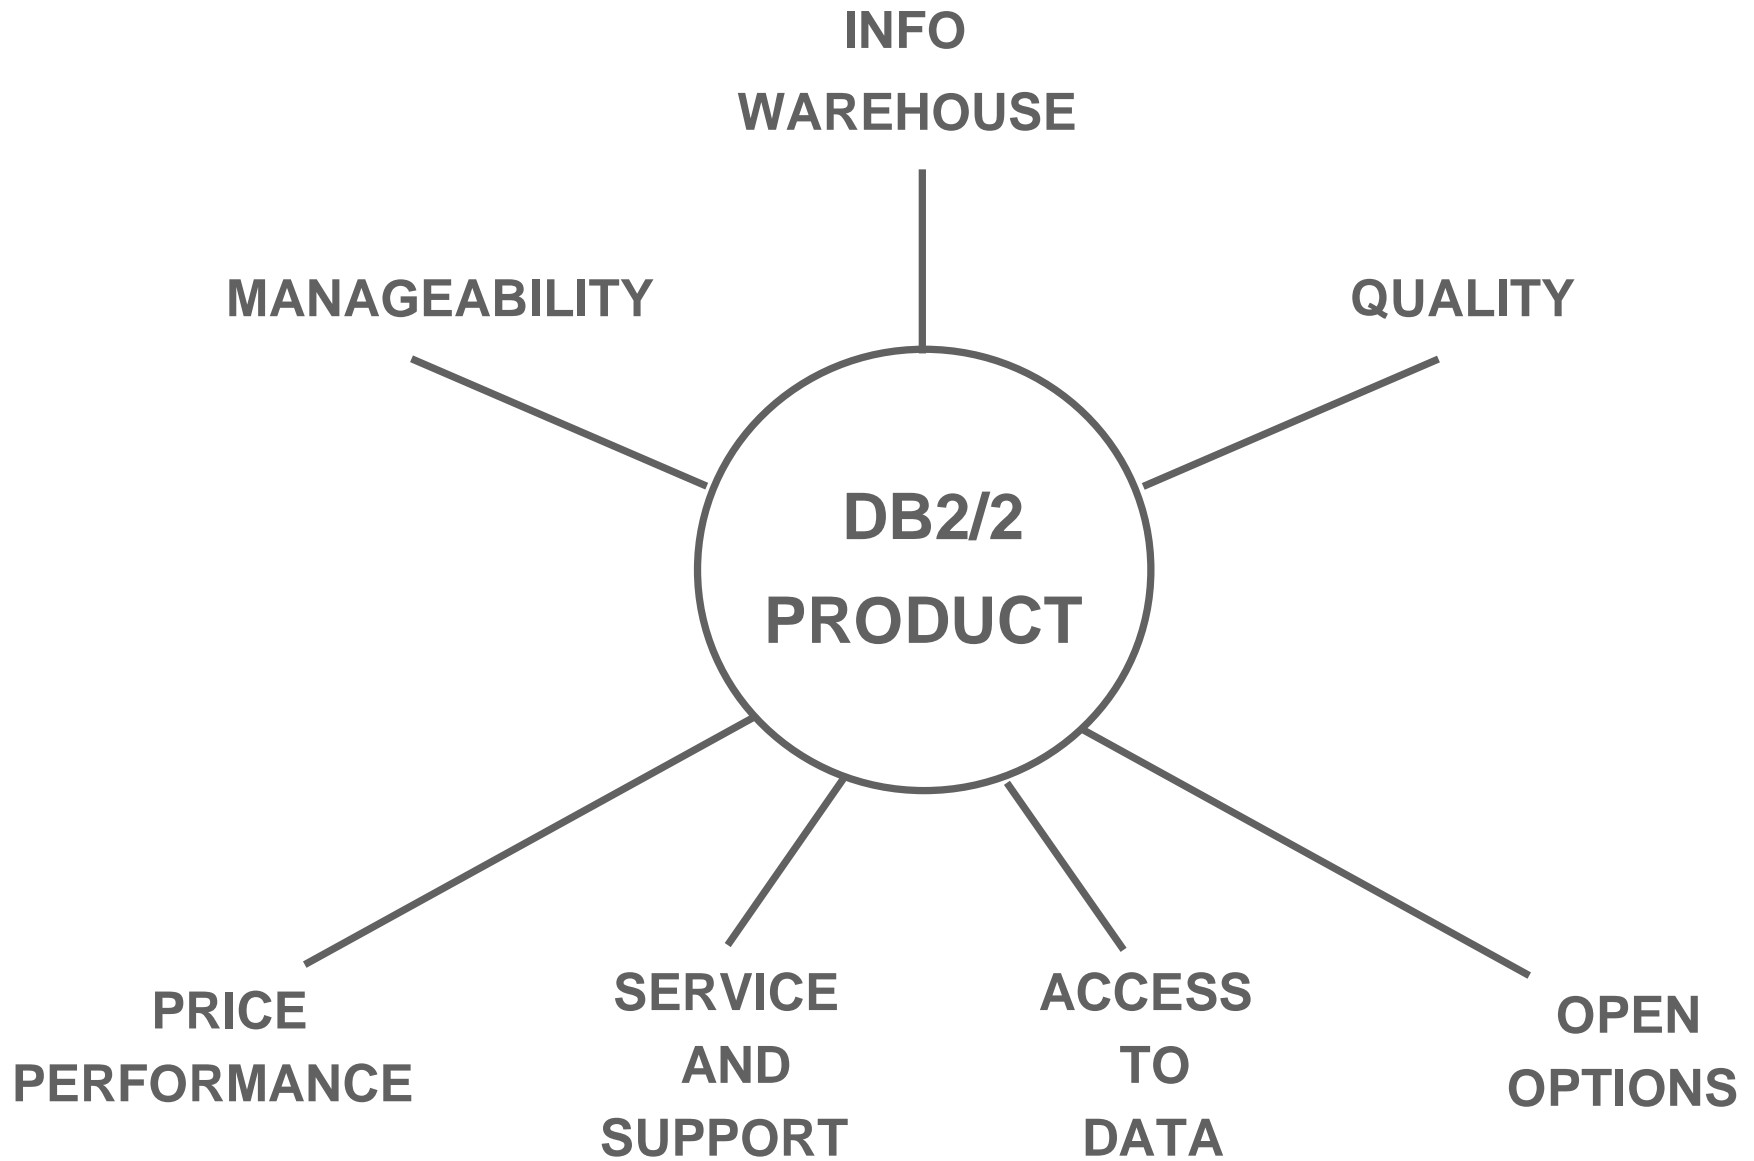 INFO
WAREHOUSE
MANAGEABILITY
QUALITY
DB2/2
PRODUCT
PRICE
PERFORMANCE
SERVICE
AND
SUPPORT
ACCESS
TO
DATA
OPEN
OPTIONS